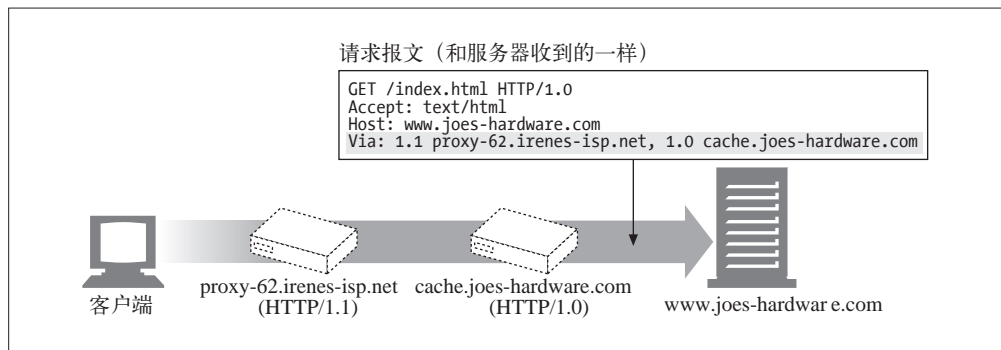 请求报文（和服务器收到的一样）
GET /index.html HTTP/1.0
Accept: text/html
Host: www.joes-hardware.com
Via: 1.1 proxy-62.irenes-isp.net, 1.0 cache.joes-hardware.com
客户端
proxy-62.irenes-isp.net
(HTTP/1.1)
cache.joes-hardware.com
(HTTP/1.0)
www.joes-hardware.com